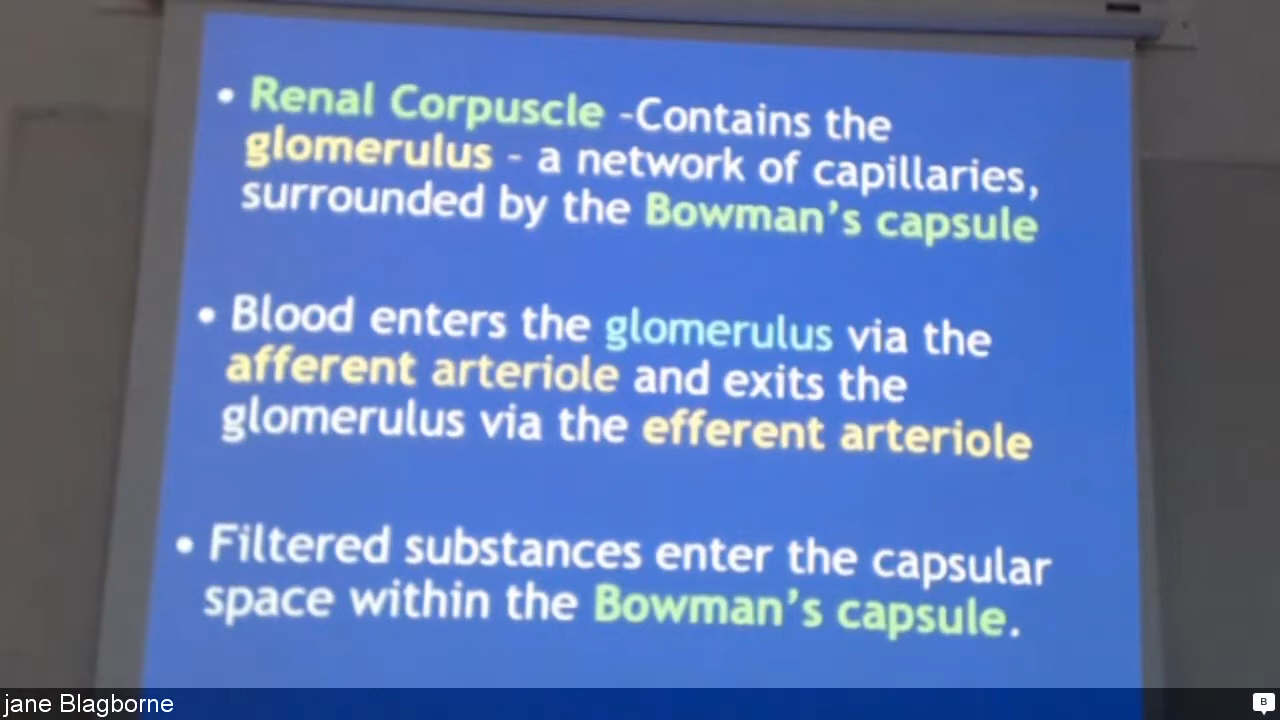 • Renal Corpuscle -Contains the
glomerulus - a network of capillaries,
surrounded by the Bowman's capsule
• Blood enters the glomerulus via the
afferent arteriole and exits the
glomerulus via the efferent arteriole
• Filtered substances enter the capsular
space within the Bowman's capsule.
jane Blagborne
B